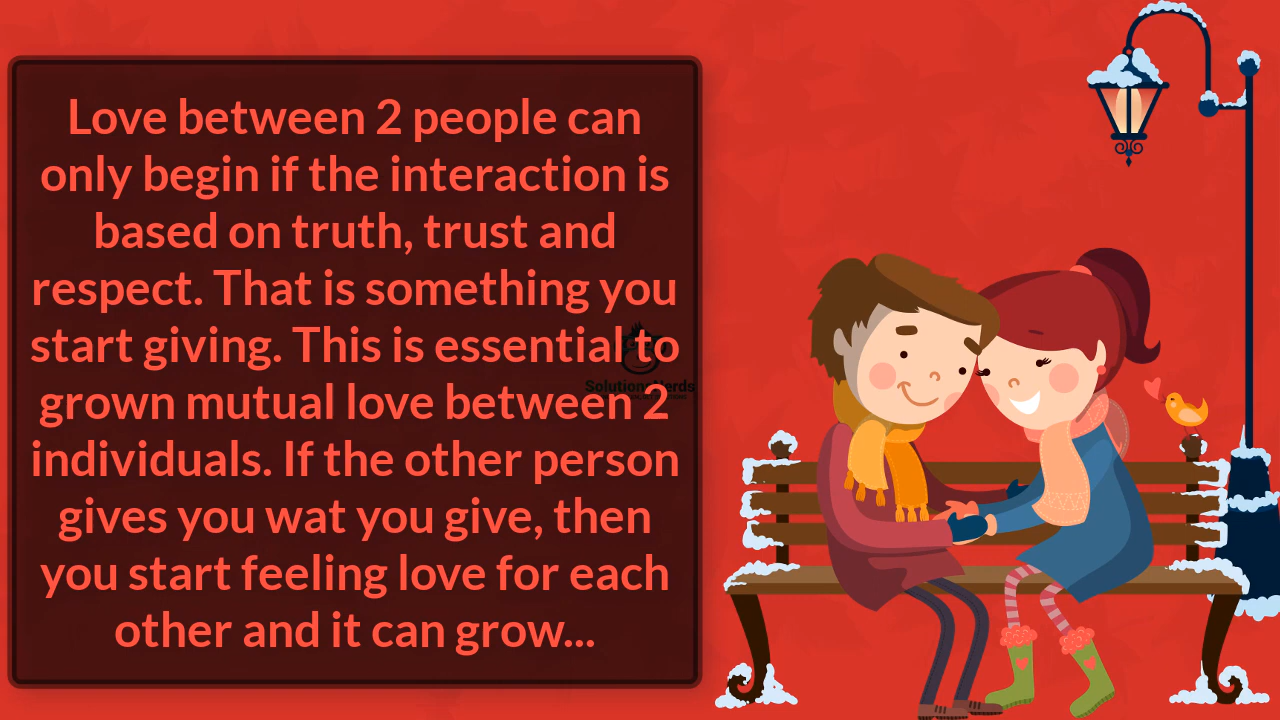 Love between 2 people can
only begin if the interaction is
based on truth, trust and
respect. That is something you
start giving. This is essential to
grown mutual love between 2
individuals. If the other person
gives you wat you give, then
you start feeling love for each
other and it can grow...
SolutionsNerds